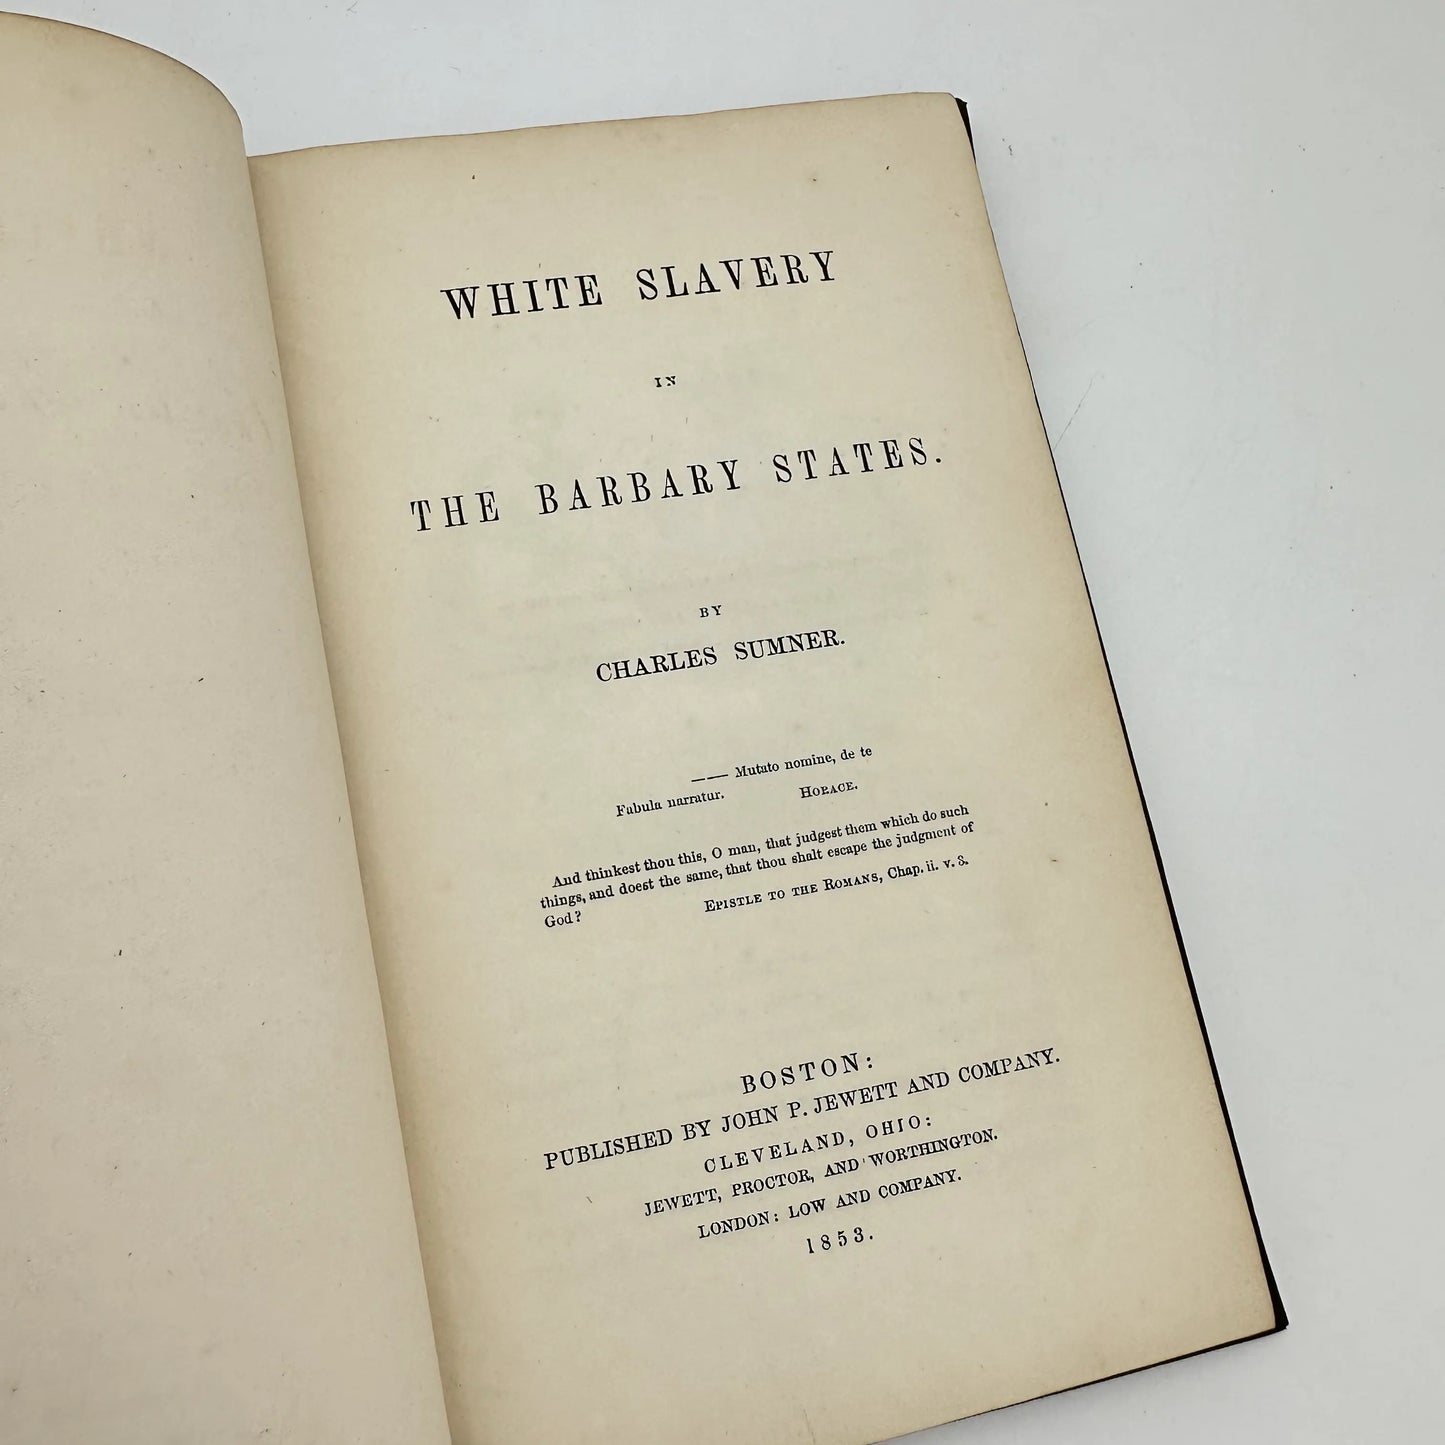 WHITE SLAVERY
IN
THE BARBARY STATES.
BY
CHARLES SUMNER.
—— Mutato nomine, de te
Fabula narratur. HORACE.
And thinkest thou this, O man, that judgest them which do such
things, and doest the same, that thou shalt escape the judgment of
God? EPISTLE TO THE ROMANS, Chap. ii. v. 3.
BOSTON:
PUBLISHED BY JOHN P. JEWETT AND COMPANY.
CLEVELAND, OHIO:
JEWETT, PROCTOR, AND WORTHINGTON.
LONDON: LOW AND COMPANY.
1853.